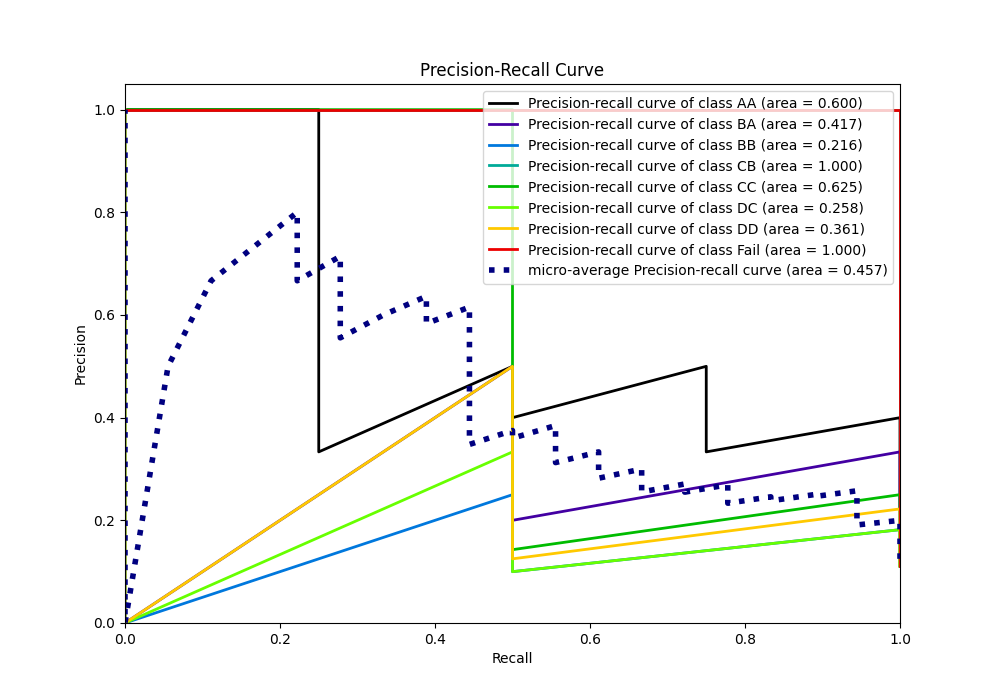 Precision-Recall Curve
Precision-recall curve of class AA (area = 0.600)
Precision-recall curve of class BA (area = 0.417)
Precision-recall curve of class BB (area = 0.216)
Precision-recall curve of class CB (area = 1.000)
Precision-recall curve of class CC (area = 0.625)
Precision-recall curve of class DC (area = 0.258)
Precision-recall curve of class DD (area = 0.361)
Precision-recall curve of class Fail (area = 1.000)
micro-average Precision-recall curve (area = 0.457)
Precision
1.0
0.8
0.6
0.4
0.2
0.0
0.0 0.2 0.4 0.6 0.8 1.0
Recall